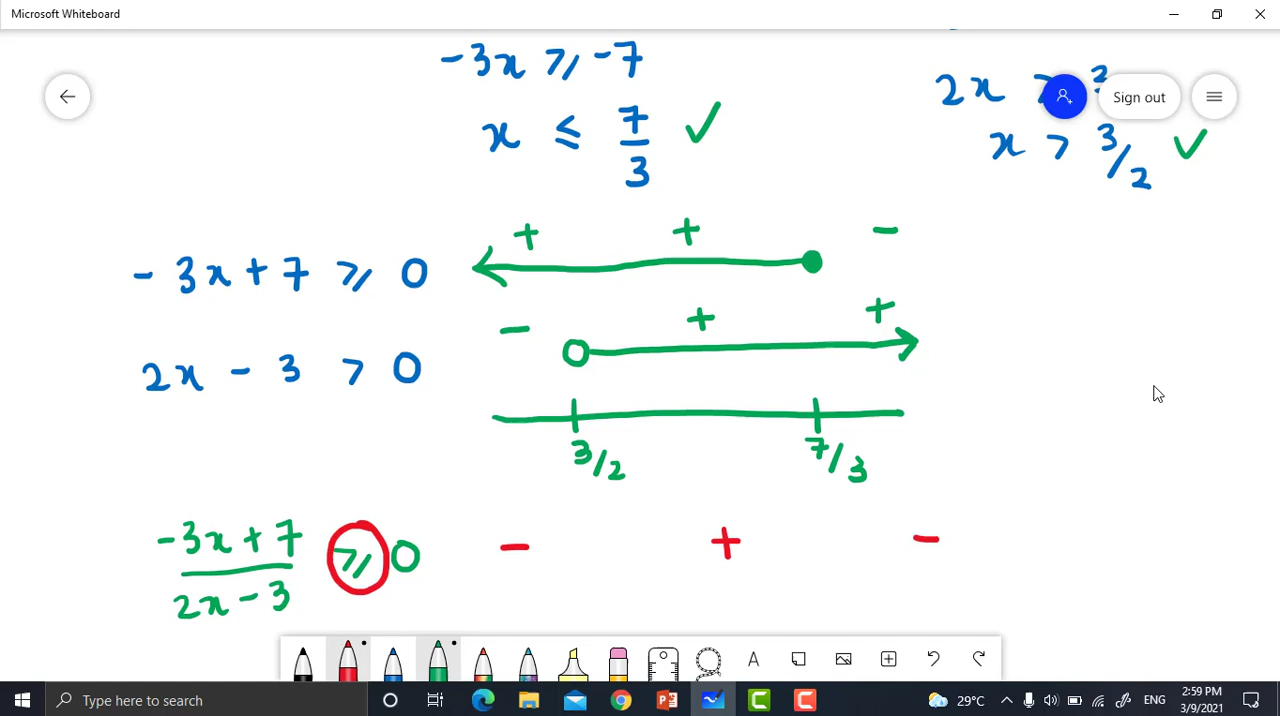 Microsoft Whiteboard
-3x ⩾ -7
2x >
Sign out
x ≤ 7/3 ✓
x > 3/2 ✓
+ + -
-3x + 7 ⩾ 0
- + +
2x - 3 > 0
3/2 7/3
-3x + 7 / 2x - 3 ⩾ 0 - + -
A
Type here to search
29°C
ENG
2:59 PM
3/9/2021